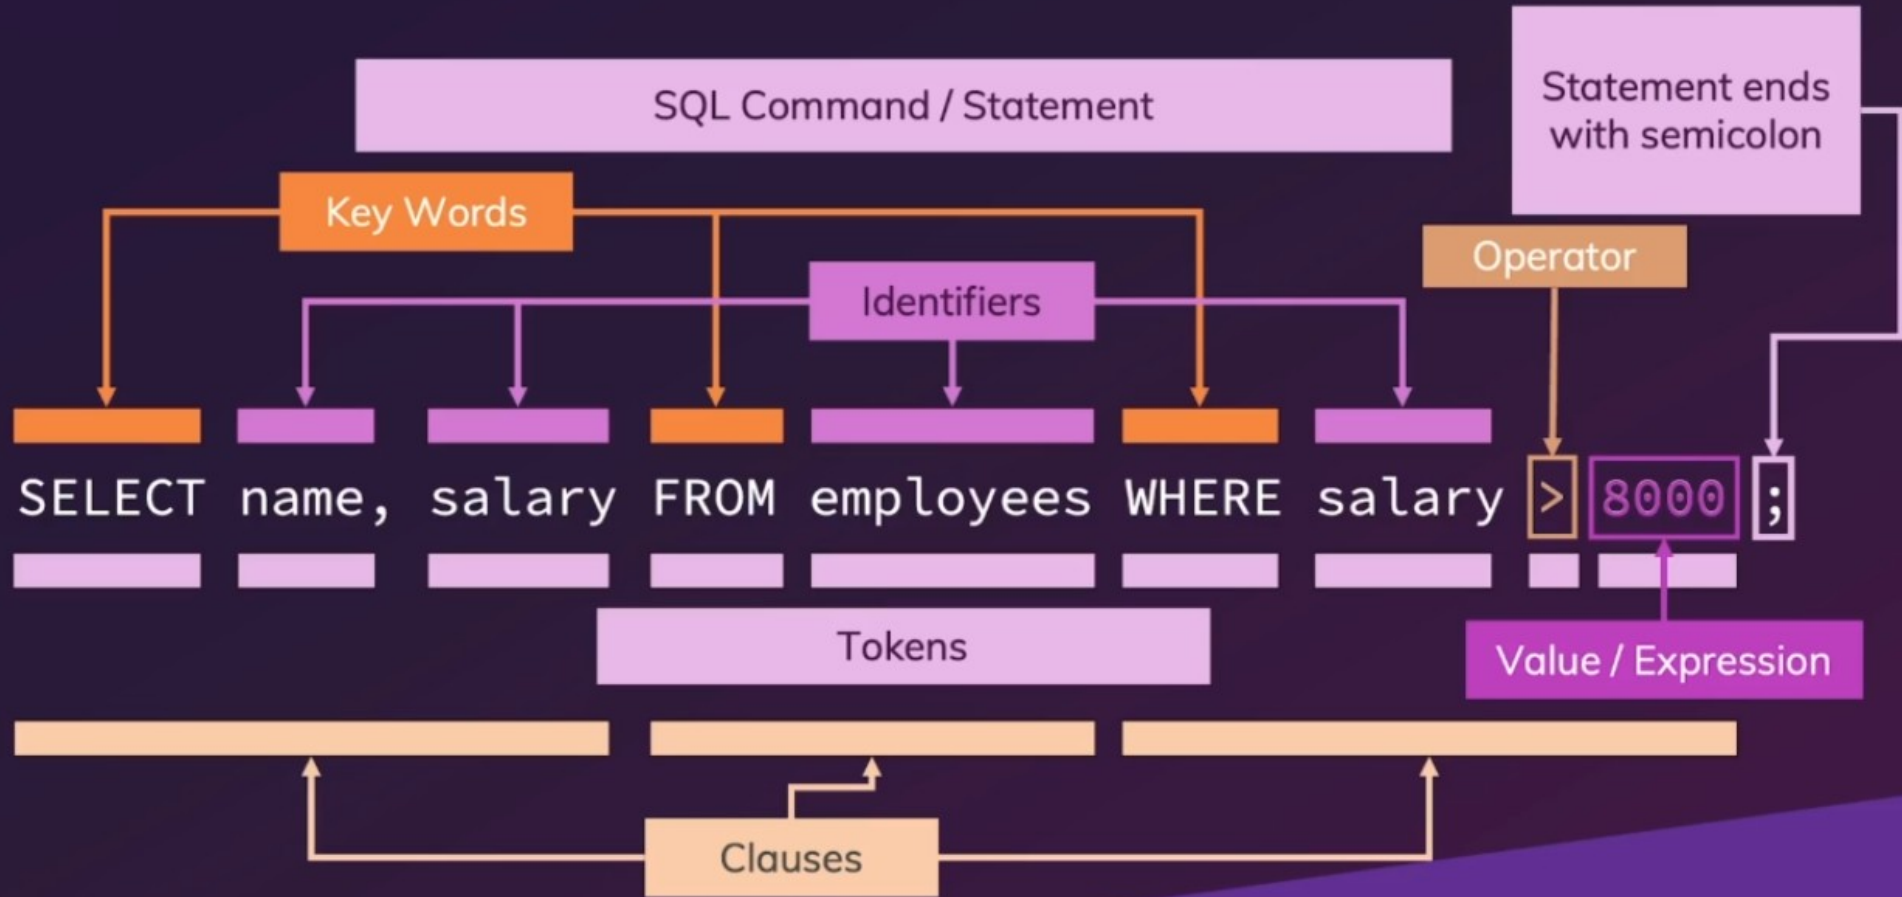 SQL Command / Statement
Statement ends
with semicolon
Key Words
Operator
Identifiers
SELECT name, salary FROM employees WHERE salary > 8000 ;
Tokens
Value / Expression
Clauses